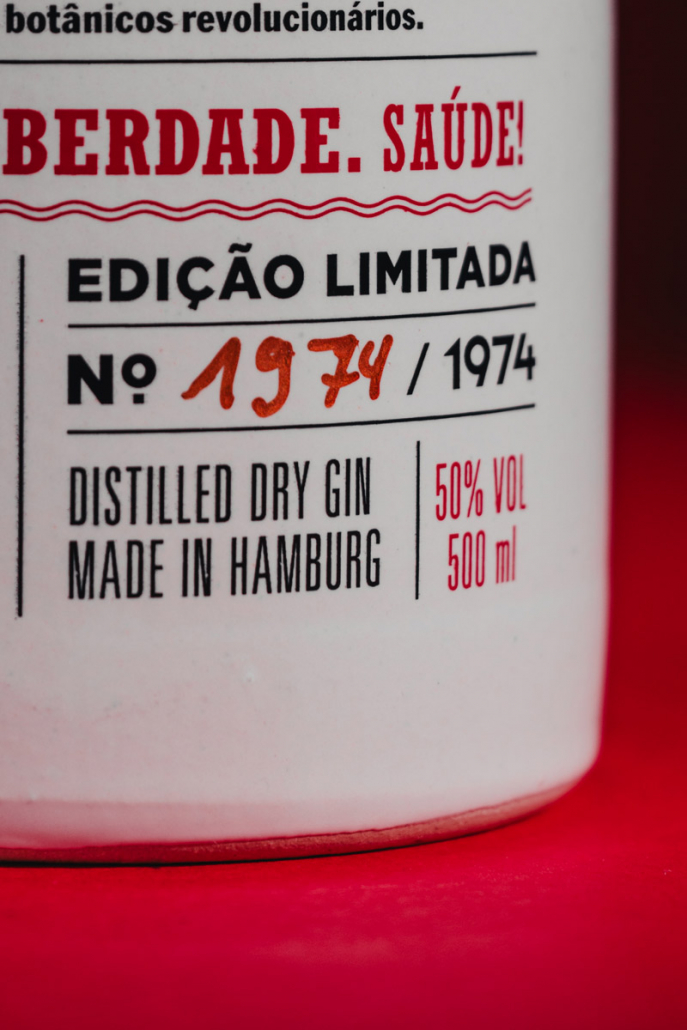 botânicos revolucionários.
BERDADE. SAÚDE!
EDIÇÃO LIMITADA
Nº 1974 / 1974
DISTILLED DRY GIN
MADE IN HAMBURG
50% VOL
500 ml